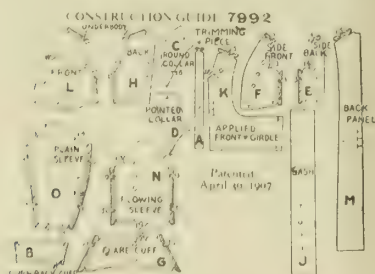 CONSTRUCTION GUIDE 7992
UNDERBODY
FRONT
L
BACK
H
C
ROUND COLLAR
POINTED COLLAR
D
TRIMMING PIECE
A
K
APPLIED FRONT & GIRDLE
SIDE FRONT
F
SIDE BACK
E
BACK PANEL
M
PLAIN SLEEVE
O
N
FLOWING SLEEVE
Patented
April 30, 1907
SASH
J
B
FLARE CUFF
G